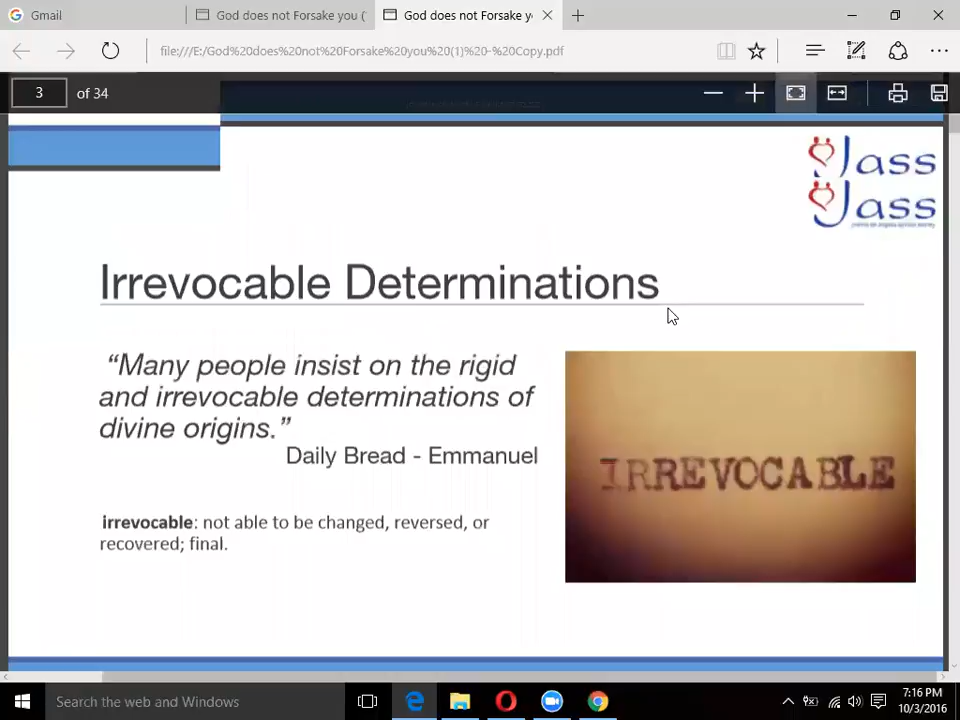 Gmail
God does not Forsake you (
God does not Forsake y
file:///E:/God%20does%20not%20Forsake%20you%20(1)%20-%20Copy.pdf
3 of 34
Jass
Jass
Irrevocable Determinations
“Many people insist on the rigid
and irrevocable determinations of
divine origins.”
Daily Bread - Emmanuel
IRREVOCABLE
irrevocable: not able to be changed, reversed, or
recovered; final.
Search the web and Windows
7:16 PM
10/3/2016